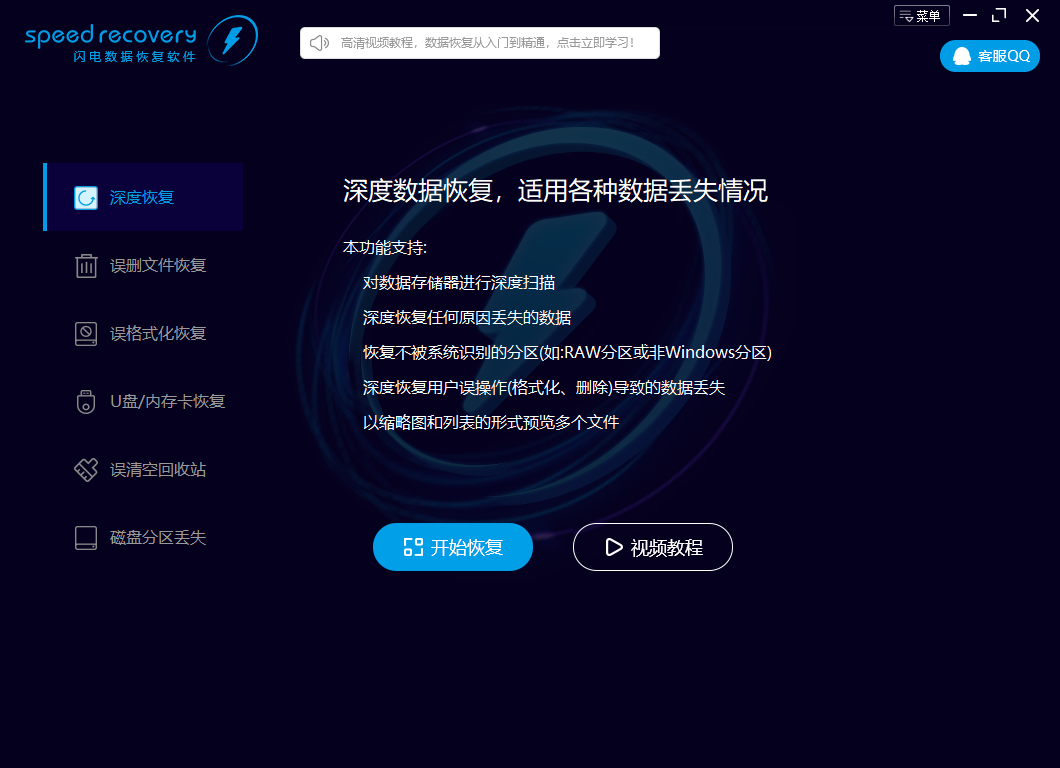 speed recovery
闪电数据恢复软件
高清视频教程，数据恢复从入门到精通，点击立即学习！
菜单
客服QQ
深度恢复
误删文件恢复
误格式化恢复
U盘/内存卡恢复
误清空回收站
磁盘分区丢失
深度数据恢复，适用各种数据丢失情况
本功能支持:
对数据存储器进行深度扫描
深度恢复任何原因丢失的数据
恢复不被系统识别的分区(如:RAW分区或非Windows分区)
深度恢复用户误操作(格式化、删除)导致的数据丢失
以缩略图和列表的形式预览多个文件
开始恢复
视频教程